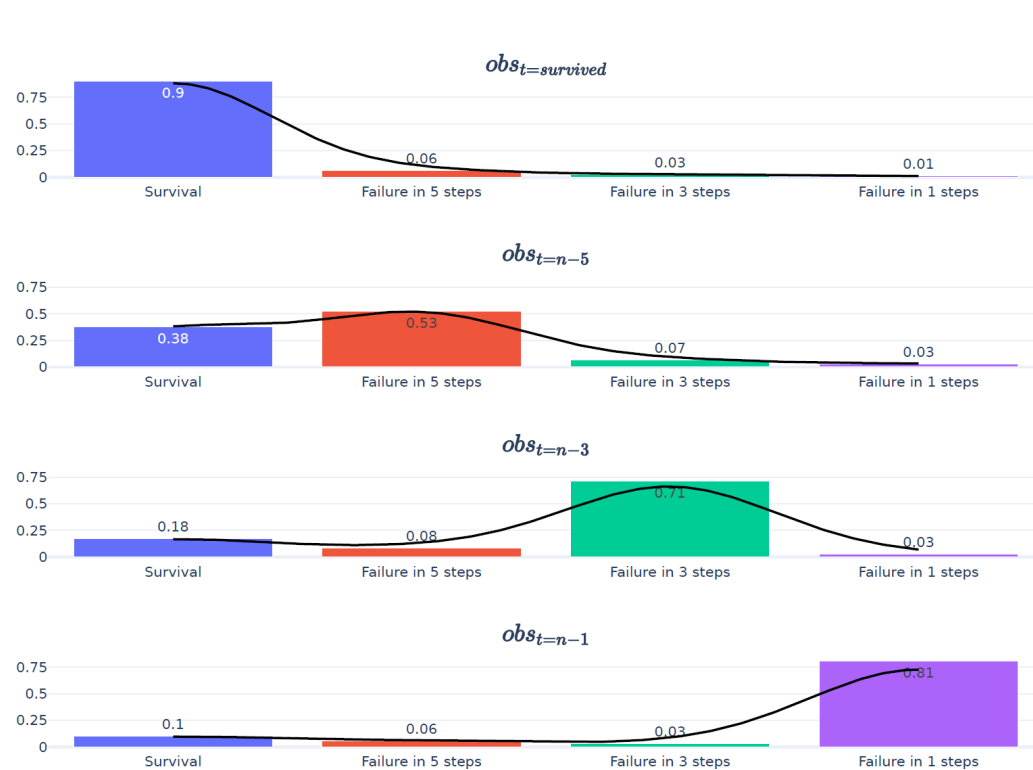 obs_{t=survived}
0.75
0.5
0.25
0
0.9
0.06
0.03
0.01
Survival
Failure in 5 steps
Failure in 3 steps
Failure in 1 steps
obs_{t=n−5}
0.75
0.5
0.25
0
0.38
0.53
0.07
0.03
Survival
Failure in 5 steps
Failure in 3 steps
Failure in 1 steps
obs_{t=n−3}
0.75
0.5
0.25
0
0.18
0.08
0.71
0.03
Survival
Failure in 5 steps
Failure in 3 steps
Failure in 1 steps
obs_{t=n−1}
0.75
0.5
0.25
0
0.1
0.06
0.03
0.81
Survival
Failure in 5 steps
Failure in 3 steps
Failure in 1 steps